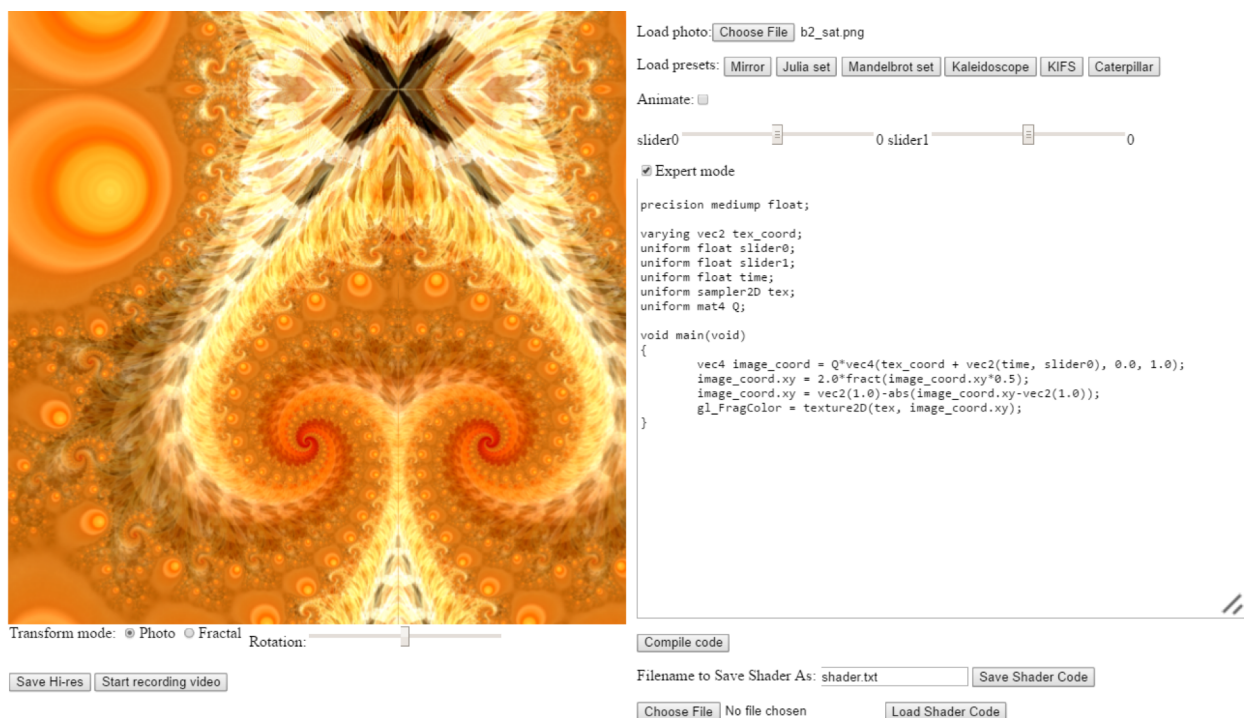 Load photo: Choose File b2_sat.png
Load presets: Mirror Julia set Mandelbrot set Kaleidoscope KIFS Caterpillar
Animate:
slider0 0 slider1 0
Expert mode
precision mediump float;
varying vec2 tex_coord;
uniform float slider0;
uniform float slider1;
uniform float time;
uniform sampler2D tex;
uniform mat4 Q;
void main(void)
{
vec4 image_coord = Q*vec4(tex_coord + vec2(time, slider0), 0.0, 1.0);
image_coord.xy = 2.0*fract(image_coord.xy*0.5);
image_coord.xy = vec2(1.0)-abs(image_coord.xy-vec2(1.0));
gl_FragColor = texture2D(tex, image_coord.xy);
}
Transform mode: Photo Fractal Rotation:
Save Hi-res Start recording video
Compile code
Filename to Save Shader As: shader.txt Save Shader Code
Choose File No file chosen Load Shader Code